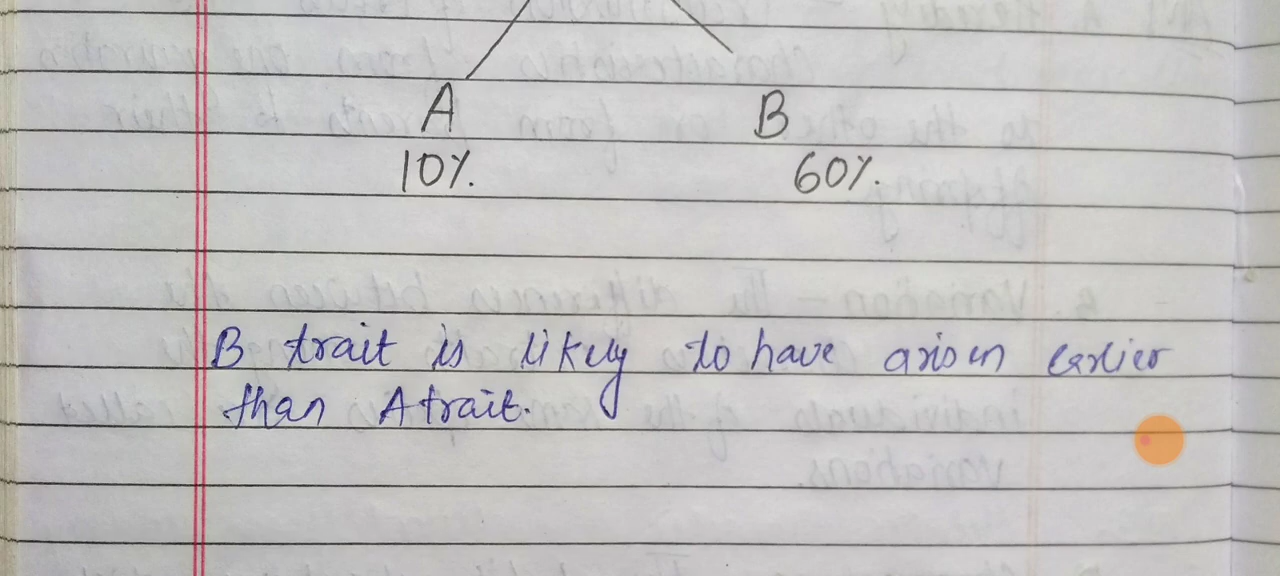 A B
10%. 60%.
B trait is likely to have arisen earlier
than A trait.